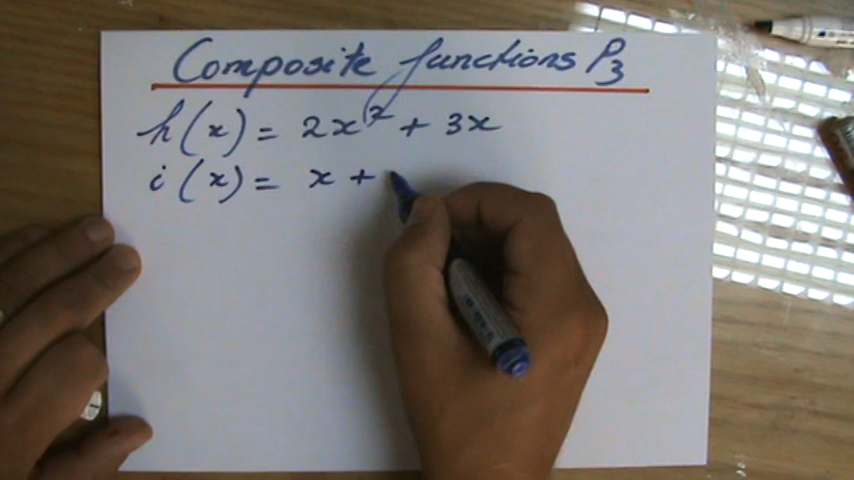 Composite functions P3
h(x) = 2x² + 3x
i(x) = x +